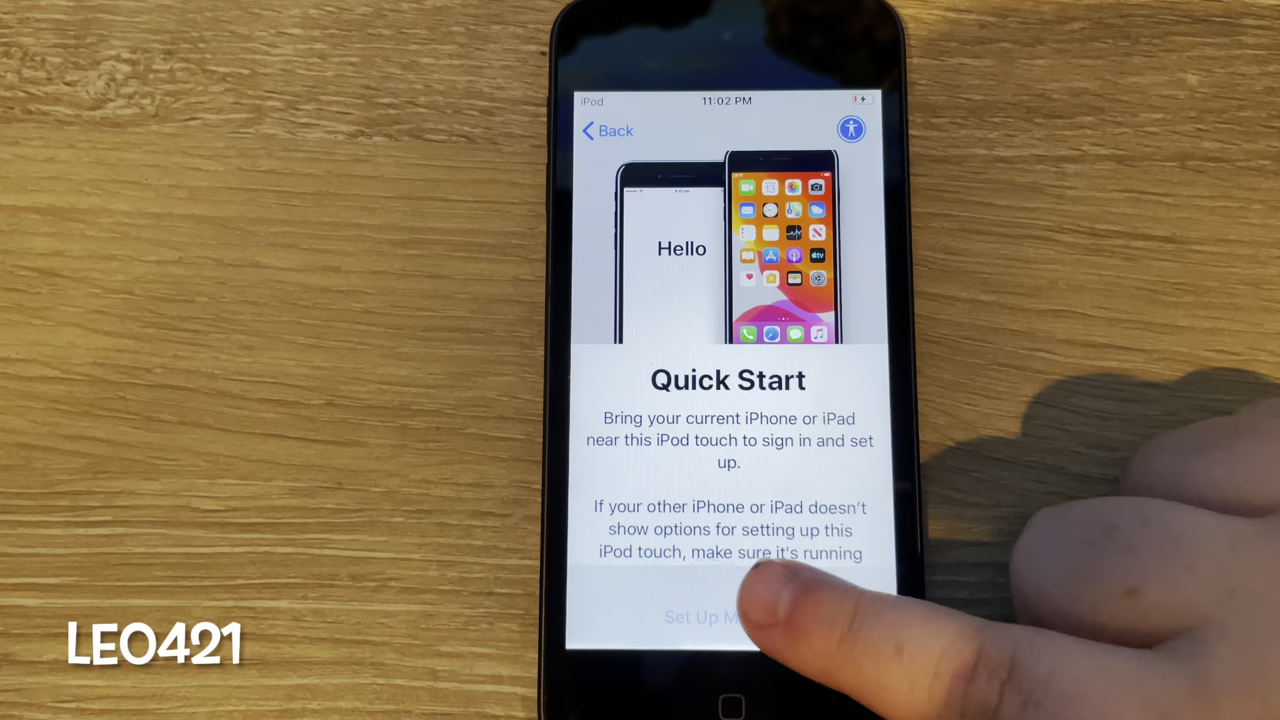 iPod 11:02 PM
Back
Hello
Quick Start
Bring your current iPhone or iPad
near this iPod touch to sign in and set
up.
If your other iPhone or iPad doesn't
show options for setting up this
iPod touch, make sure it's running
Set Up
LEO421